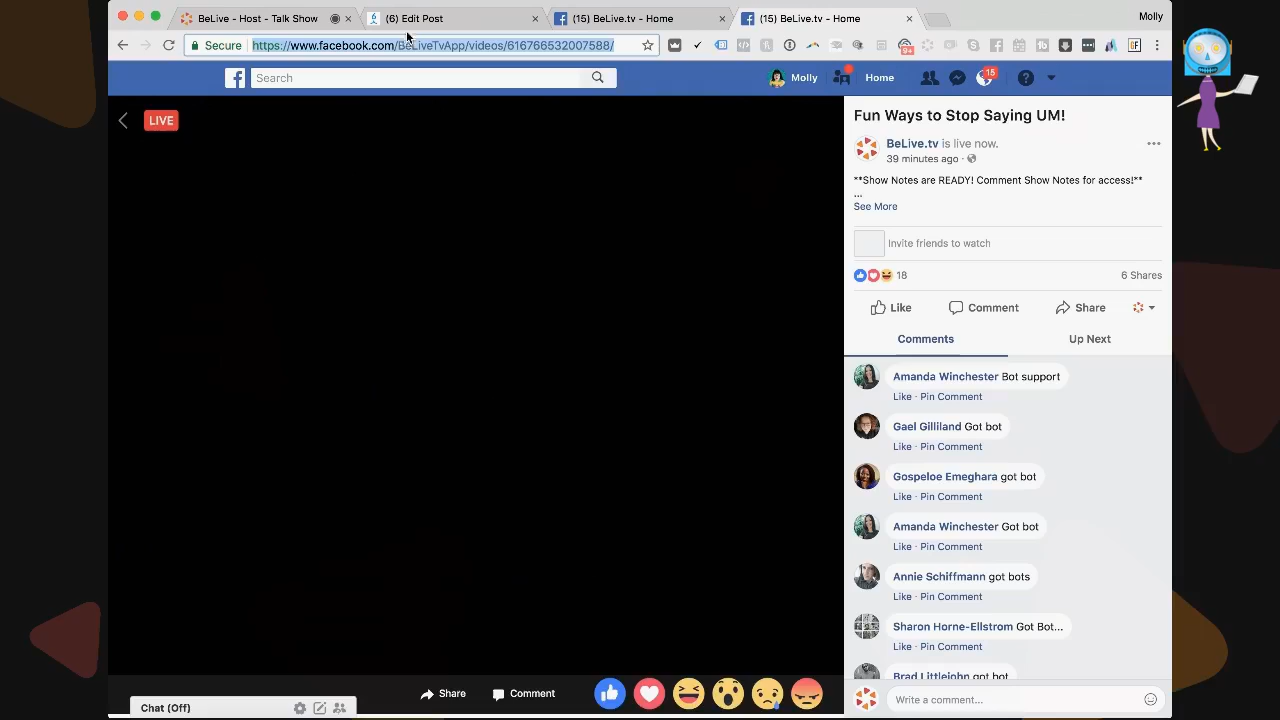 BeLive - Host - Talk Show
(6) Edit Post
(15) BeLive.tv - Home
(15) BeLive.tv - Home
Molly
Secure
https://www.facebook.com/BeLiveTvApp/videos/616766532007588/
Search
Molly
Home
15
LIVE
Fun Ways to Stop Saying UM!
BeLive.tv is live now.
39 minutes ago ·
**Show Notes are READY! Comment Show Notes for access!**
...
See More
Invite friends to watch
18
6 Shares
Like
Comment
Share
Comments
Up Next
Amanda Winchester Bot support
Like · Pin Comment
Gael Gilliland Got bot
Like · Pin Comment
Gospeloe Emeghara got bot
Like · Pin Comment
Amanda Winchester Got bot
Like · Pin Comment
Annie Schiffmann got bots
Like · Pin Comment
Sharon Horne-Ellstrom Got Bot...
Like · Pin Comment
Brad Littlejohn got bot
Write a comment...
Share
Comment
Chat (Off)